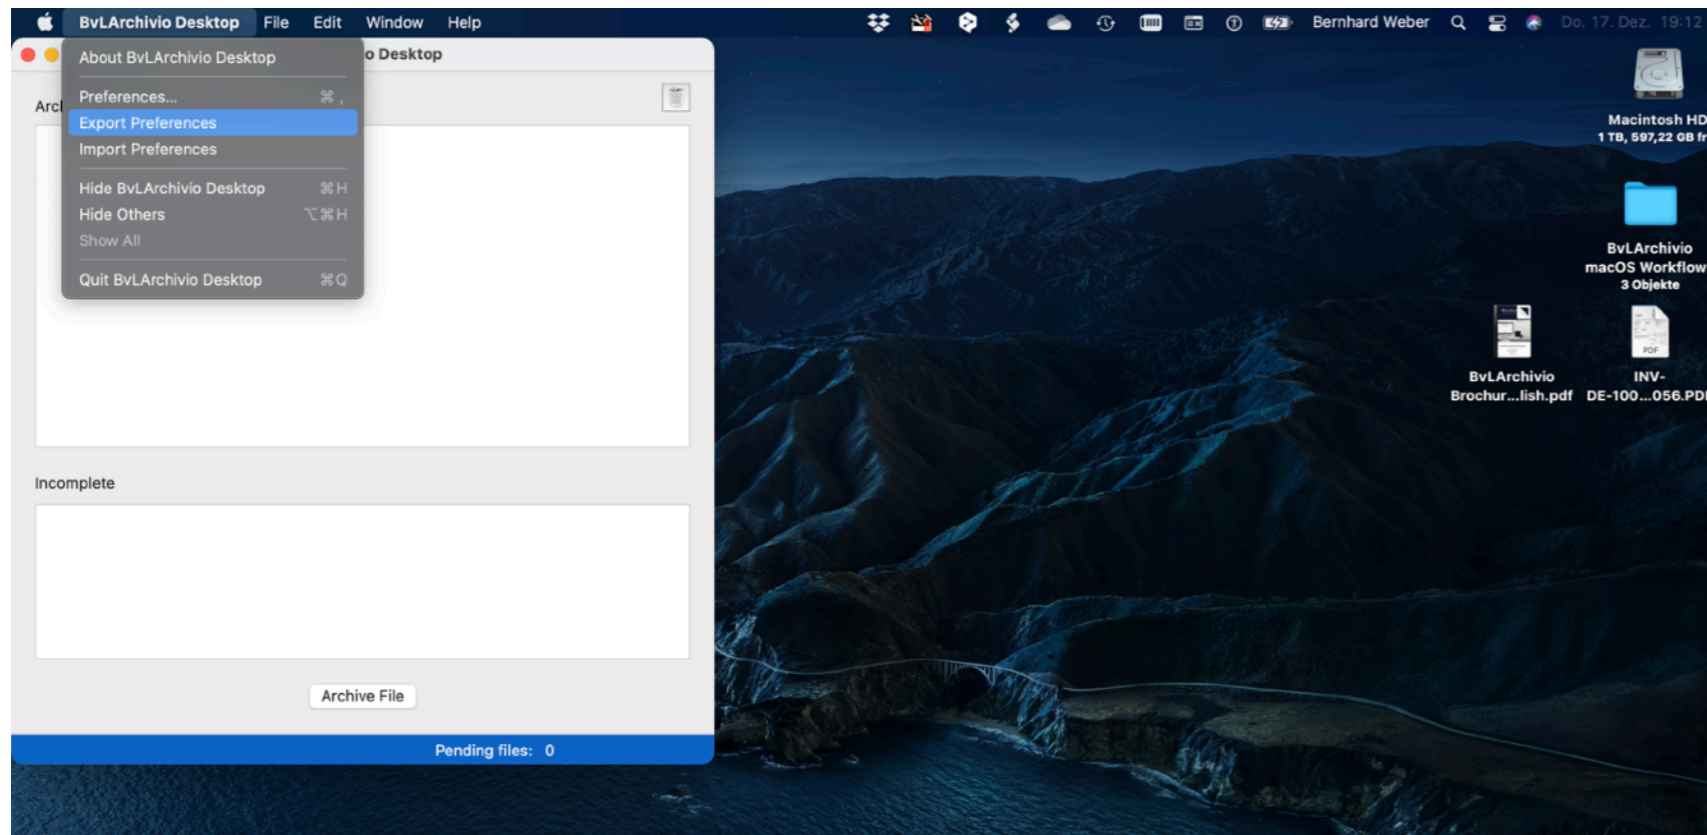 BvLArchivio Desktop File Edit Window Help Bernhard Weber Do. 17. Dez. 19:12
About BvLArchivio Desktop
o Desktop
Preferences... ⌘ ,
Arcl
Export Preferences
Import Preferences
Hide BvLArchivio Desktop ⌘ H
Hide Others ⌥ ⌘ H
Show All
Quit BvLArchivio Desktop ⌘ Q
Incomplete
Archive File
Pending files: 0
Macintosh HD
1 TB, 597,22 GB fr
BvLArchivio
macOS Workflow
3 Objekte
PDF
BvLArchivio
Brochur...lish.pdf
INV-
DE-100...056.PDF